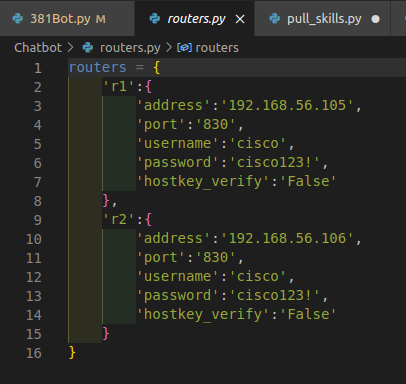 381Bot.py M routers.py × pull_skills.py ●
Chatbot > routers.py > routers
1 routers = {
2     'r1':{
3         'address':'192.168.56.105',
4         'port':'830',
5         'username':'cisco',
6         'password':'cisco123!',
7         'hostkey_verify':'False'
8     },
9     'r2':{
10         'address':'192.168.56.106',
11         'port':'830',
12         'username':'cisco',
13         'password':'cisco123!',
14         'hostkey_verify':'False'
15     }
16 }